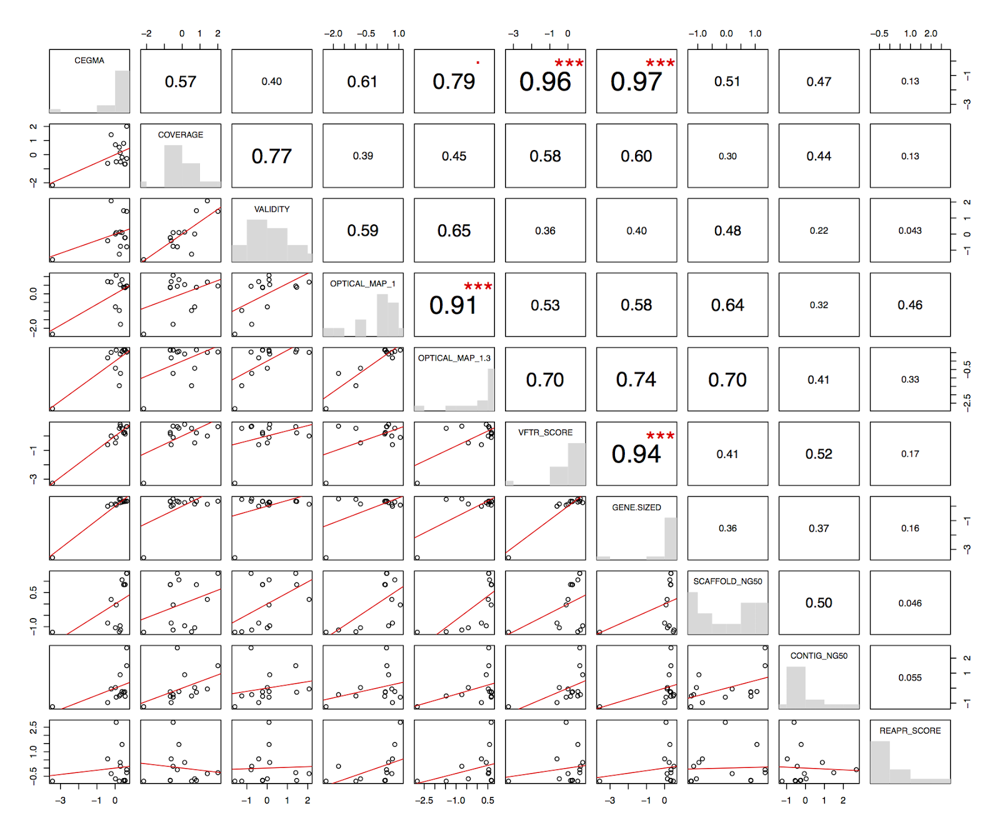 −2 0 1 2 −2.0 −0.5 1.0 −3 −1 0 −1.0 0.0 1.0 −0.5 1.0 2.0
CEGMA 0.57 0.40 0.61 0.79 . 0.96 *** 0.97 *** 0.51 0.47 0.13 −3 −1
−2 0 1 2 COVERAGE 0.77 0.39 0.45 0.58 0.60 0.30 0.44 0.13
VALIDITY 0.59 0.65 0.36 0.40 0.48 0.22 0.043 −1 0 1 2
−2.0 0.0 OPTICAL_MAP_1 0.91 *** 0.53 0.58 0.64 0.32 0.46
OPTICAL_MAP_1.3 0.70 0.74 0.70 0.41 0.33 −2.5 −0.5
−3 −1 VFTR_SCORE 0.94 *** 0.41 0.52 0.17
GENE.SIZED 0.36 0.37 0.16 −3 −1
−1.0 0.5 SCAFFOLD_NG50 0.50 0.046
CONTIG_NG50 0.055 −1 1 2
−0.5 1.0 2.5 REAPR_SCORE
−3 −1 0 −1 0 1 2 −2.5 −1.0 0.5 −3 −1 0 −1 0 1 2